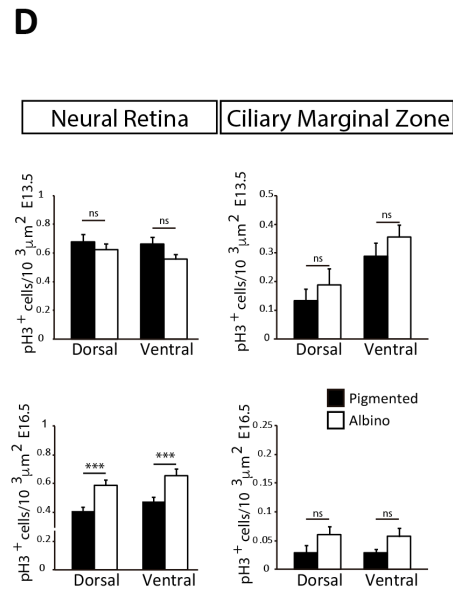 D
Neural Retina
Ciliary Marginal Zone
pH3 + cells/10 3 μm 2 E13.5
1
0.8
0.6
0.4
0.2
0
ns
ns
Dorsal
Ventral
pH3 + cells/10 3 μm 2 E13.5
0.5
0.4
0.3
0.2
0.1
0
ns
ns
Dorsal
Ventral
Pigmented
Albino
pH3 + cells/10 3 μm 2 E16.5
1
0.8
0.6
0.4
0.2
0
***
***
Dorsal
Ventral
pH3 + cells/10 3 μm 2 E16.5
0.25
0.2
0.15
0.1
0.05
0
ns
ns
Dorsal
Ventral